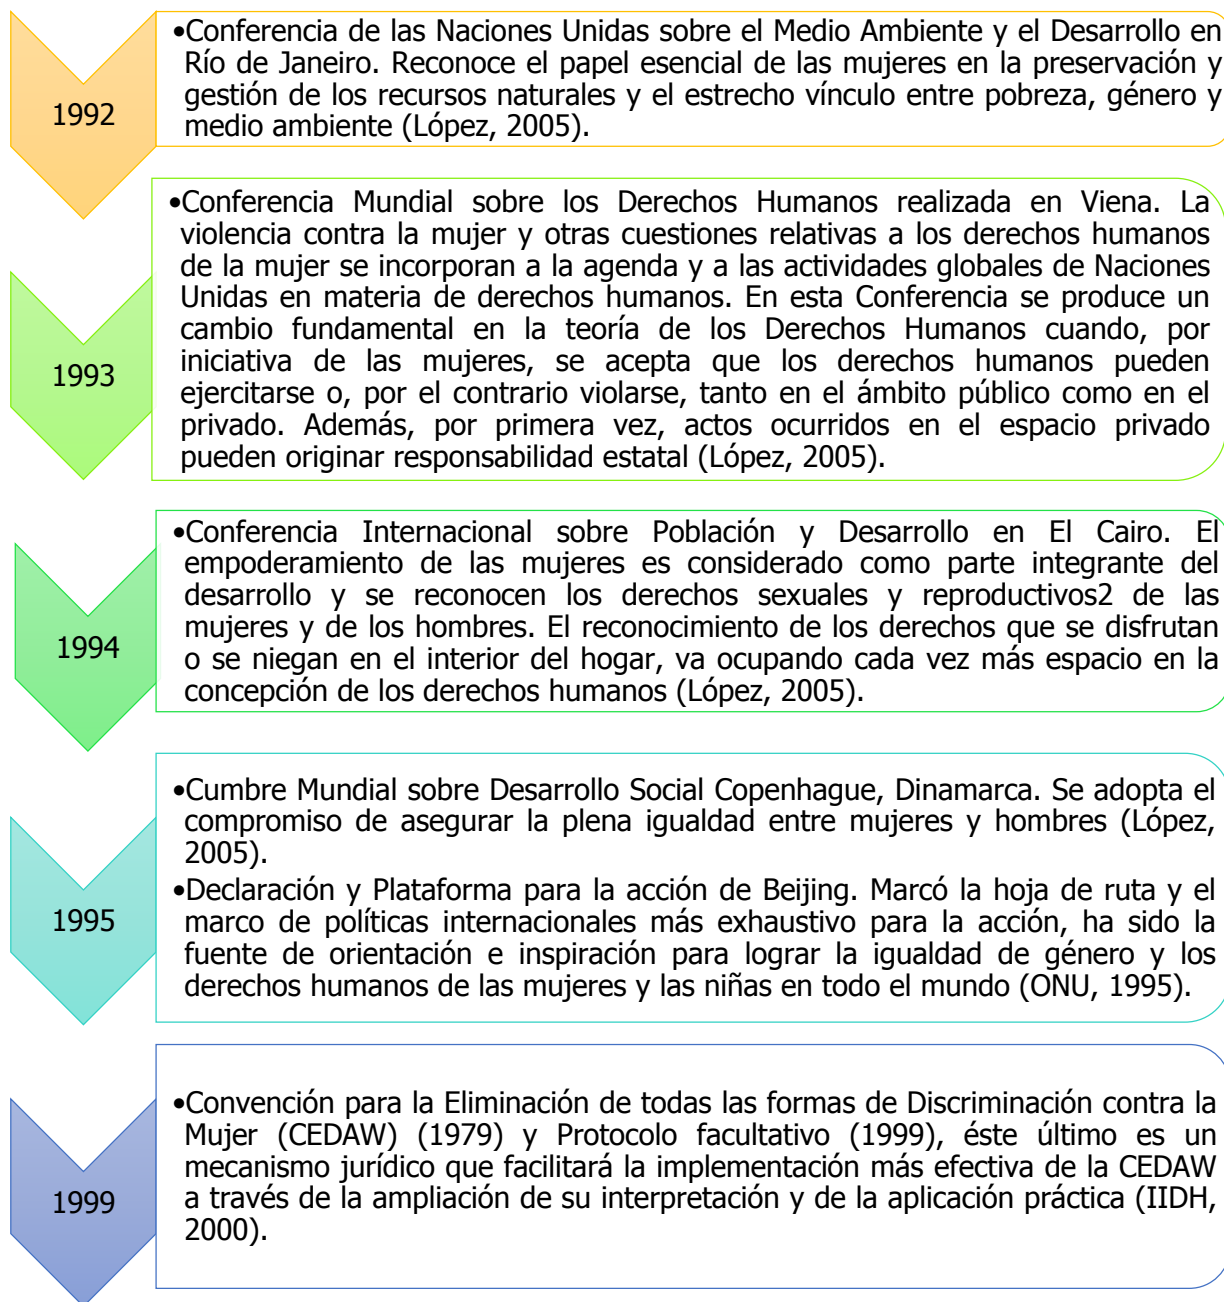 1992
•Conferencia de las Naciones Unidas sobre el Medio Ambiente y el Desarrollo en
Río de Janeiro. Reconoce el papel esencial de las mujeres en la preservación y
gestión de los recursos naturales y el estrecho vínculo entre pobreza, género y
medio ambiente (López, 2005).
1993
•Conferencia Mundial sobre los Derechos Humanos realizada en Viena. La
violencia contra la mujer y otras cuestiones relativas a los derechos humanos
de la mujer se incorporan a la agenda y a las actividades globales de Naciones
Unidas en materia de derechos humanos. En esta Conferencia se produce un
cambio fundamental en la teoría de los Derechos Humanos cuando, por
iniciativa de las mujeres, se acepta que los derechos humanos pueden
ejercitarse o, por el contrario violarse, tanto en el ámbito público como en el
privado. Además, por primera vez, actos ocurridos en el espacio privado
pueden originar responsabilidad estatal (López, 2005).
1994
•Conferencia Internacional sobre Población y Desarrollo en El Cairo. El
empoderamiento de las mujeres es considerado como parte integrante del
desarrollo y se reconocen los derechos sexuales y reproductivos2 de las
mujeres y de los hombres. El reconocimiento de los derechos que se disfrutan
o se niegan en el interior del hogar, va ocupando cada vez más espacio en la
concepción de los derechos humanos (López, 2005).
1995
•Cumbre Mundial sobre Desarrollo Social Copenhague, Dinamarca. Se adopta el
compromiso de asegurar la plena igualdad entre mujeres y hombres (López,
2005).
•Declaración y Plataforma para la acción de Beijing. Marcó la hoja de ruta y el
marco de políticas internacionales más exhaustivo para la acción, ha sido la
fuente de orientación e inspiración para lograr la igualdad de género y los
derechos humanos de las mujeres y las niñas en todo el mundo (ONU, 1995).
1999
•Convención para la Eliminación de todas las formas de Discriminación contra la
Mujer (CEDAW) (1979) y Protocolo facultativo (1999), éste último es un
mecanismo jurídico que facilitará la implementación más efectiva de la CEDAW
a través de la ampliación de su interpretación y de la aplicación práctica (IIDH,
2000).